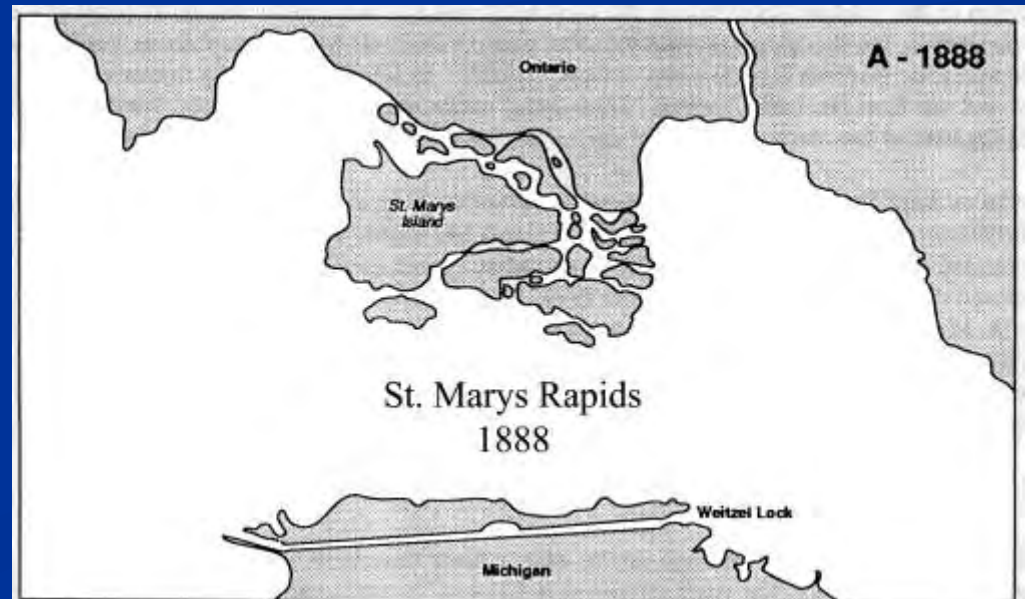 Ontario
A - 1888
St. Marys
Island
St. Marys Rapids
1888
Weitzel Lock
Michigan